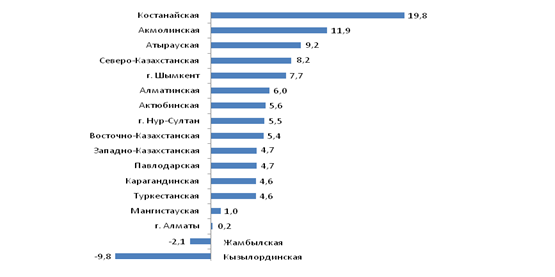 Костанайская 19,8
Акмолинская 11,9
Атырауская 9,2
Северо-Казахстанская 8,2
г. Шымкент 7,7
Алматинская 6,0
Актюбинская 5,6
г. Нур-Султан 5,5
Восточно-Казахстанская 5,4
Западно-Казахстанская 4,7
Павлодарская 4,7
Карагандинская 4,6
Туркестанская 4,6
Мангистауская 1,0
г. Алматы 0,2
-2,1 Жамбылская
-9,8 Кызылординская